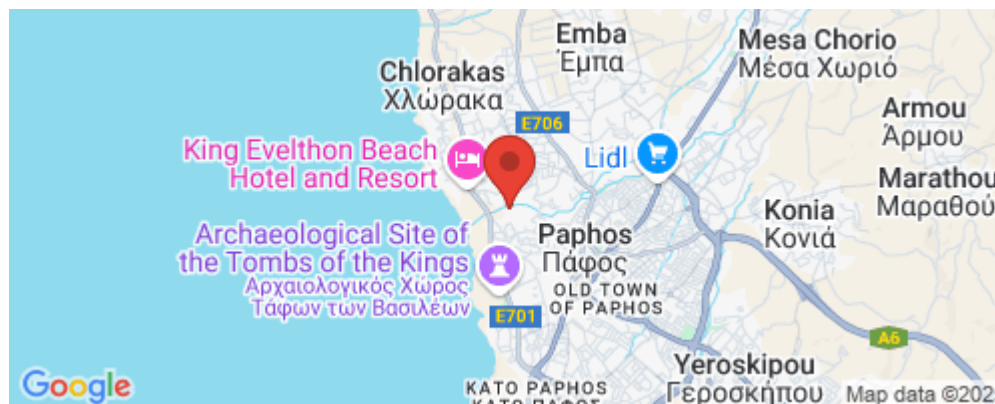 Emba
Έμπα
Mesa Chorio
Μέσα Χωριό
Chlorakas
Χλώρακα
Armou
Άρμου
E706
King Evelthon Beach
Hotel and Resort
Lidl
Marathou
Μαραθού
Konia
Κονιά
Archaeological Site of
the Tombs of the Kings
Αρχαιολογικός Χώρος
Τάφων των Βασιλέων
Paphos
Πάφος
OLD TOWN
OF PAPHOS
E701
A6
Yeroskipou
Γεροσκήπου
KATO PAPHOS
ΚΑΤΩ ΠΑΦΟΣ
Google
Map data ©202